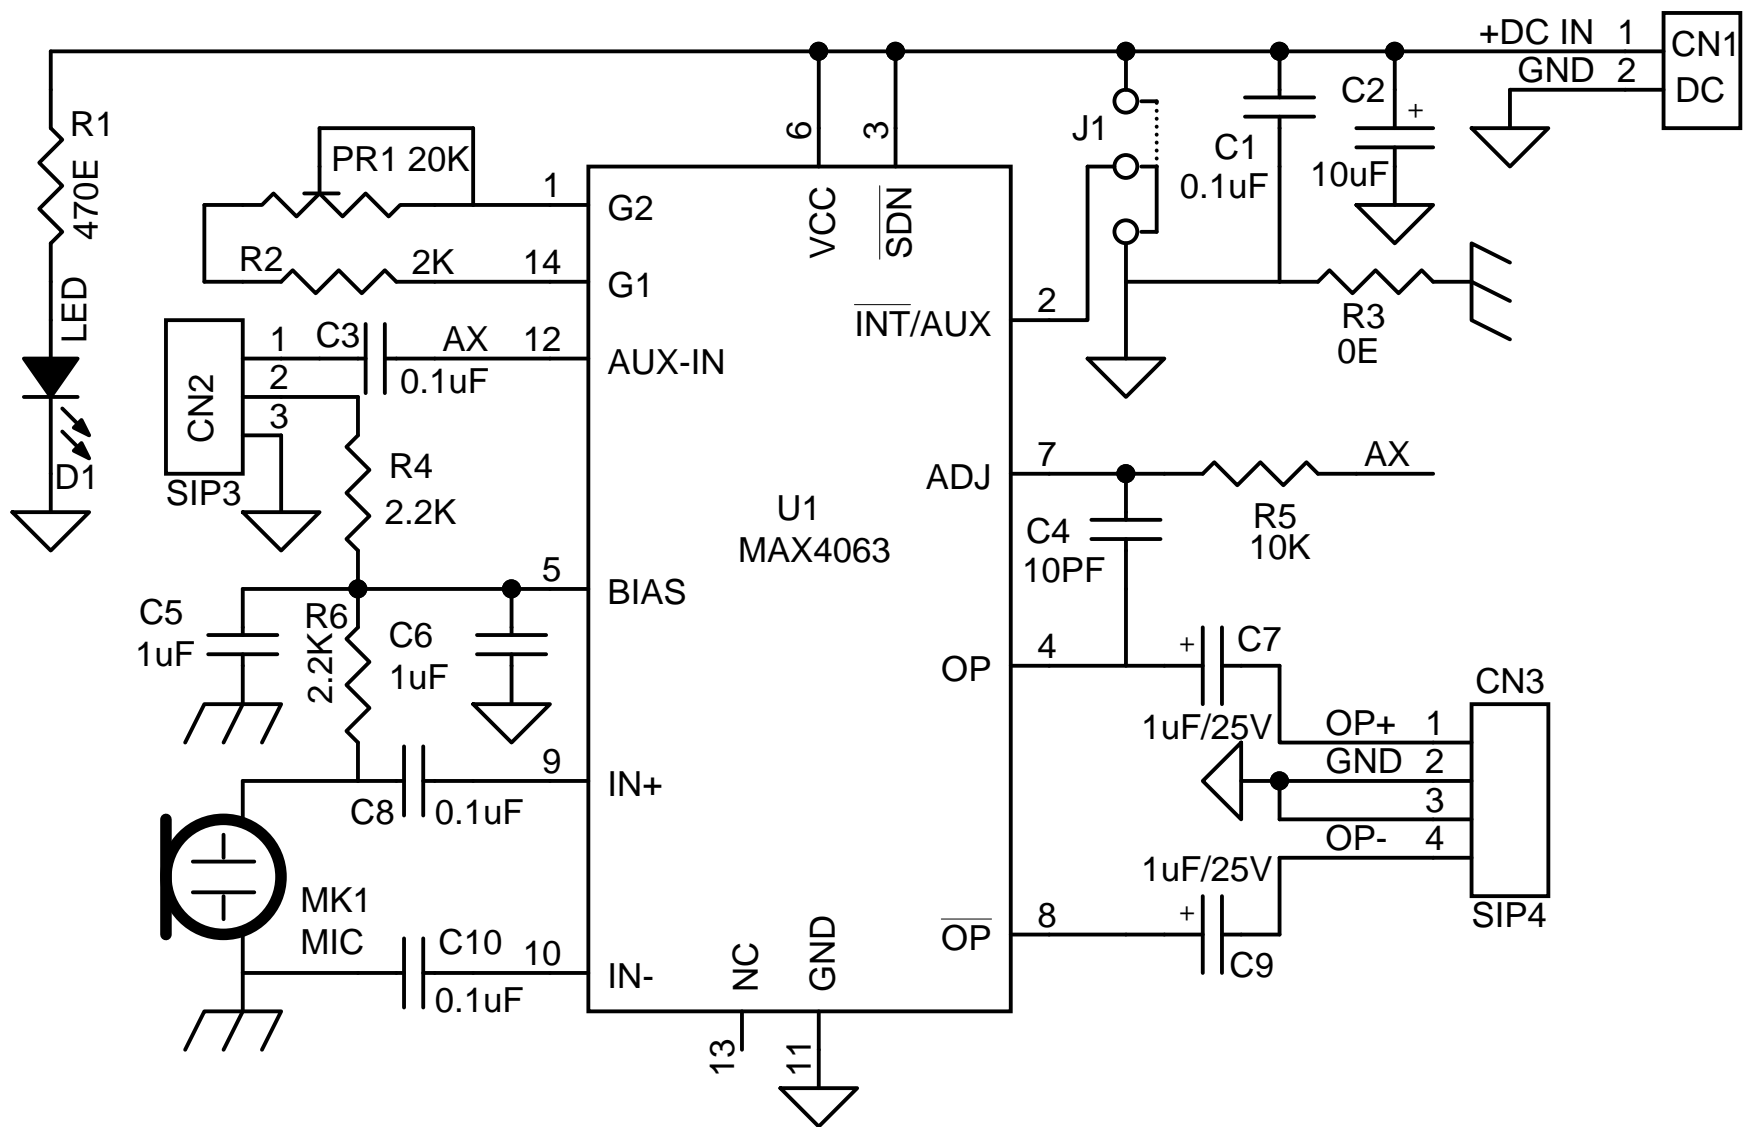 +DC IN 1
GND 2
CN1
DC
R1
470E
LED
D1
PR1 20K
1
G2
R2 2K 14
G1
6
VCC
3
SDN
J1
C1
0.1uF
C2
+
10uF
2
INT/AUX
R3
0E
CN2
SIP3
1
2
3
C3
0.1uF
AX 12
AUX-IN
R4
2.2K
7
ADJ
AX
R5
10K
C4
10PF
U1
MAX4063
5
BIAS
C5
1uF
R6
2.2K
C6
1uF
4
OP
+
C7
1uF/25V
CN3
OP+ 1
GND 2
3
OP- 4
SIP4
9
IN+
C8
0.1uF
MK1
MIC
C10
0.1uF
10
IN-
1uF/25V
8
OP
+
C9
NC
13
GND
11